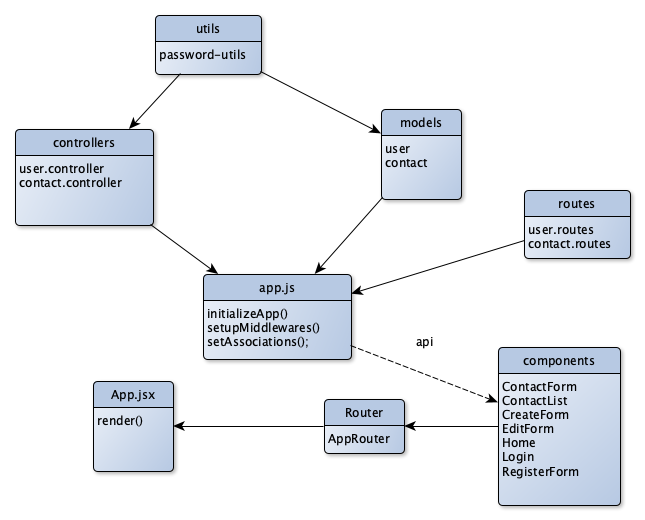 utils
password-utils
controllers
user.controller
contact.controller
models
user
contact
routes
user.routes
contact.routes
app.js
initializeApp()
setupMiddlewares()
setAssociations();
api
components
ContactForm
ContactList
CreateForm
EditForm
Home
Login
RegisterForm
Router
AppRouter
App.jsx
render()